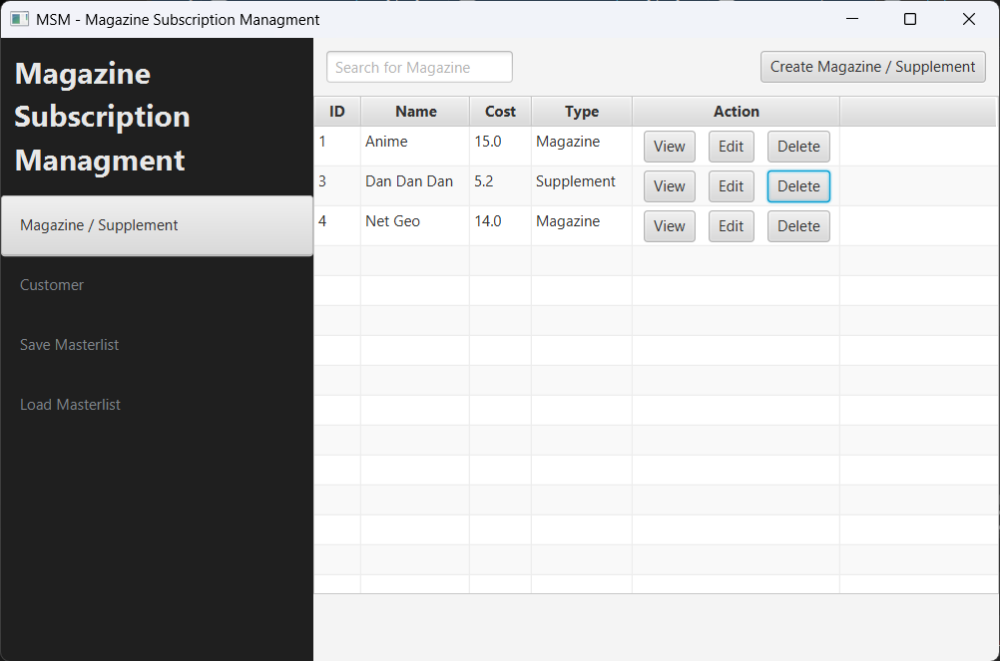 MSM - Magazine Subscription Managment
Magazine
Subscription
Managment
Magazine / Supplement
Customer
Save Masterlist
Load Masterlist
Search for Magazine
Create Magazine / Supplement
ID Name Cost Type Action
1 Anime 15.0 Magazine View Edit Delete
3 Dan Dan Dan 5.2 Supplement View Edit Delete
4 Net Geo 14.0 Magazine View Edit Delete